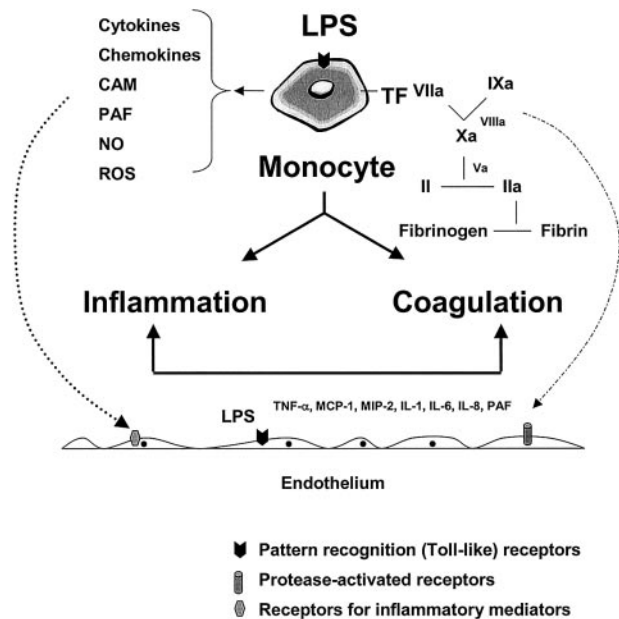 Cytokines
Chemokines
CAM
PAF
NO
ROS
LPS
TF
VIIa
IXa
VIIIa
Xa
Va
II
IIa
Fibrinogen
Fibrin
Monocyte
Inflammation
Coagulation
TNF-α, MCP-1, MIP-2, IL-1, IL-6, IL-8, PAF
LPS
Endothelium
Pattern recognition (Toll-like) receptors
Protease-activated receptors
Receptors for inflammatory mediators